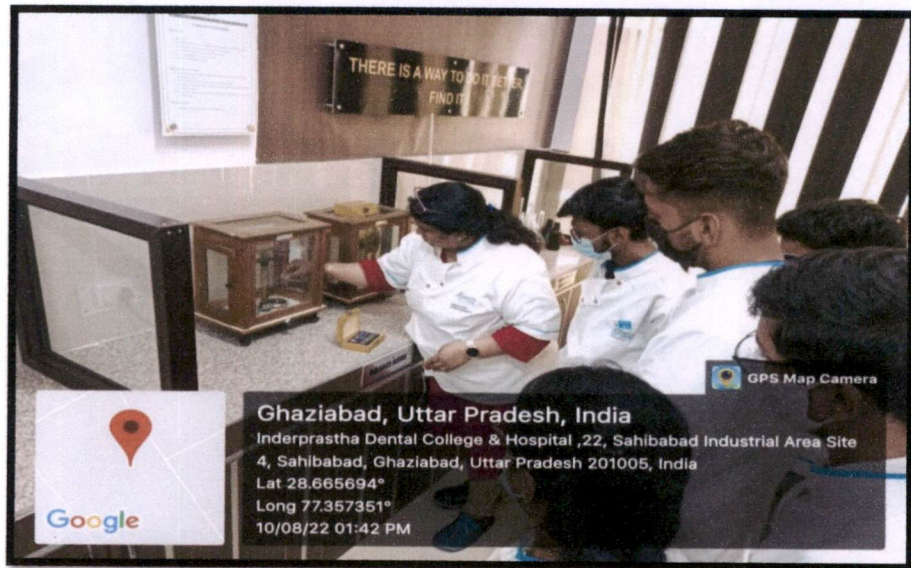 THERE IS A WAY TO DO IT BETTER
FIND IT
GPS Map Camera
Ghaziabad, Uttar Pradesh, India
Inderprastha Dental College & Hospital ,22, Sahibabad Industrial Area Site
4, Sahibabad, Ghaziabad, Uttar Pradesh 201005, India
Lat 28.665694°
Long 77.357351°
10/08/22 01:42 PM
Google